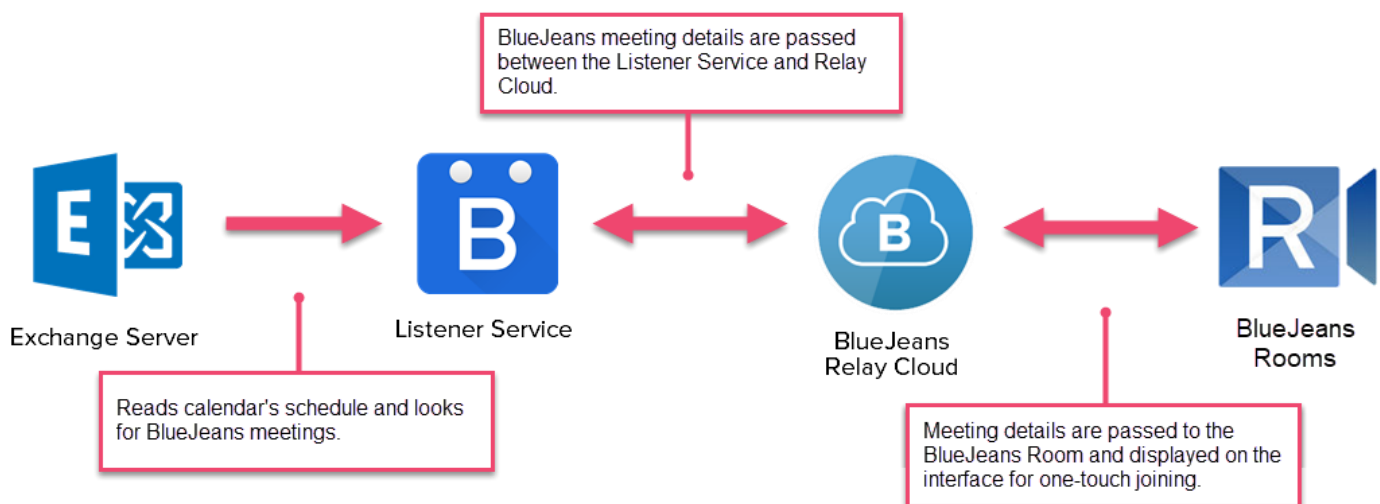 BlueJeans meeting details are passed
between the Listener Service and Relay
Cloud.
E
B
B
R
Exchange Server
Listener Service
BlueJeans
Relay Cloud
BlueJeans
Rooms
Reads calendar's schedule and looks
for BlueJeans meetings.
Meeting details are passed to the
BlueJeans Room and displayed on the
interface for one-touch joining.